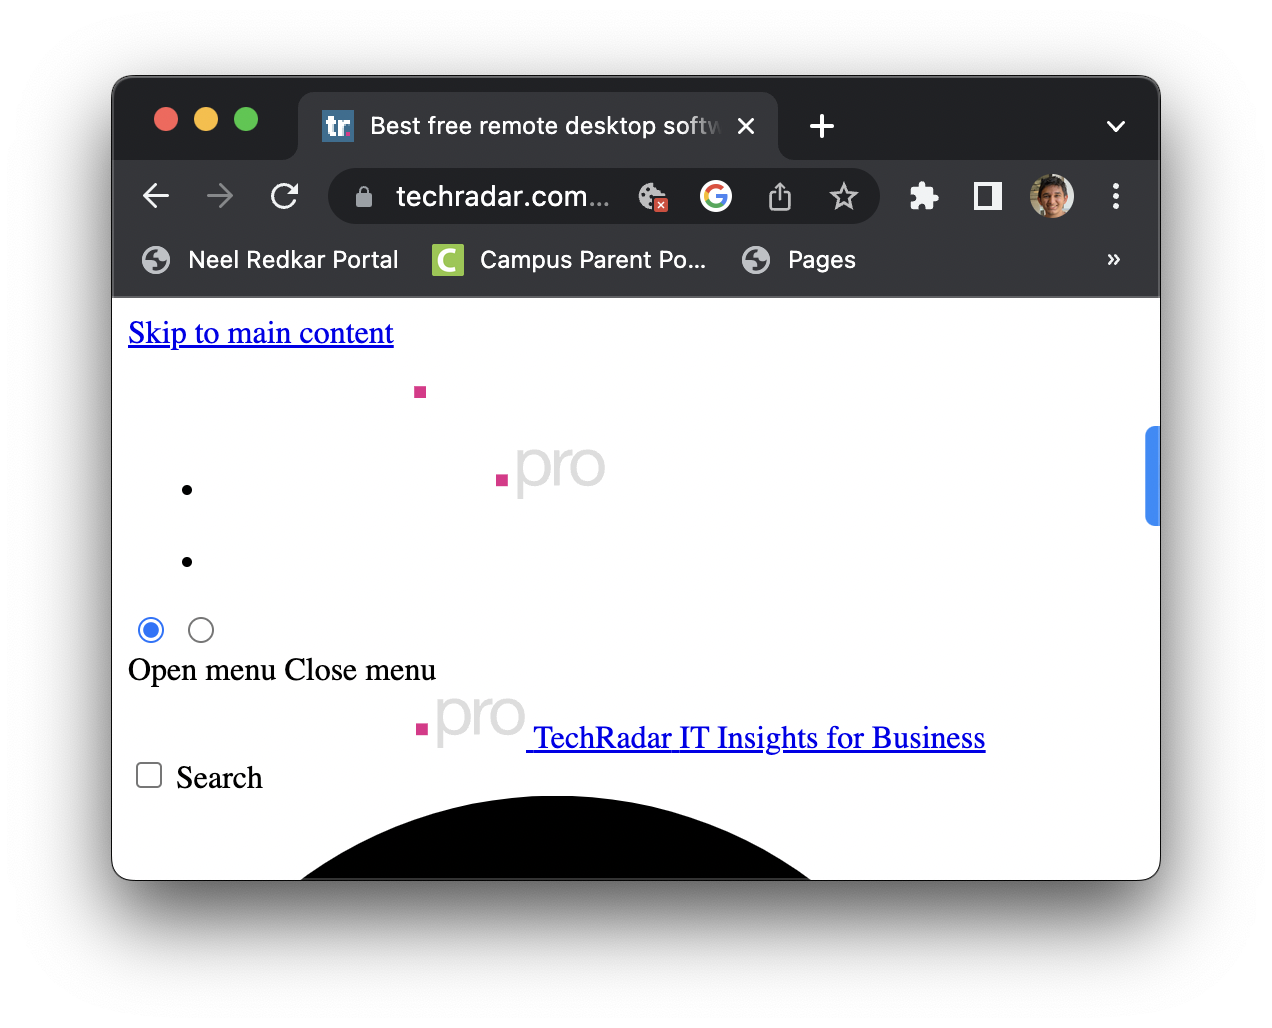 tr. Best free remote desktop softw
techradar.com...
Neel Redkar Portal C Campus Parent Po... Pages »
Skip to main content
pro
Open menu Close menu
pro TechRadar IT Insights for Business
Search